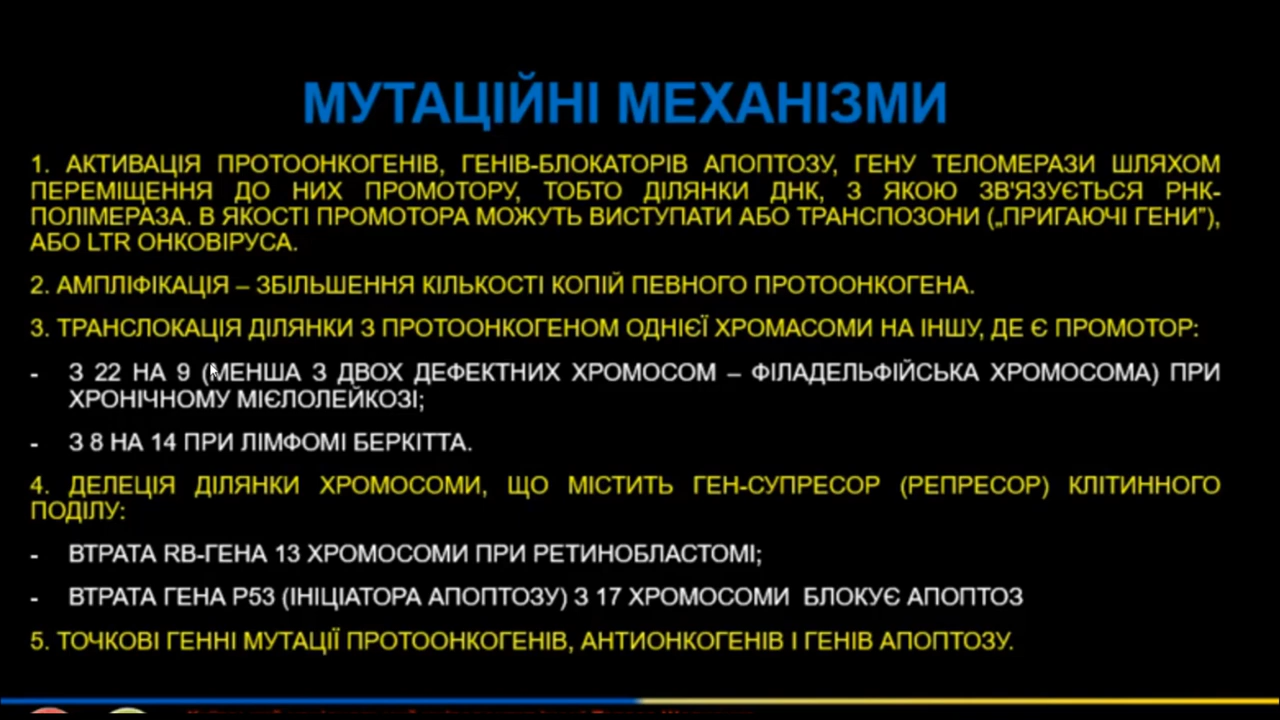 МУТАЦІЙНІ МЕХАНІЗМИ
1. АКТИВАЦІЯ ПРОТООНКОГЕНІВ, ГЕНІВ-БЛОКАТОРІВ АПОПТОЗУ, ГЕНУ ТЕЛОМЕРАЗИ ШЛЯХОМ
ПЕРЕМІЩЕННЯ ДО НИХ ПРОМОТОРУ, ТОБТО ДІЛЯНКИ ДНК, З ЯКОЮ ЗВ'ЯЗУЄТЬСЯ РНК-
ПОЛІМЕРАЗА. В ЯКОСТІ ПРОМОТОРА МОЖУТЬ ВИСТУПАТИ АБО ТРАНСПОЗОНИ („ПРИГАЮЧІ ГЕНИ”),
АБО LTR ОНКОВІРУСА.
2. АМПЛІФІКАЦІЯ – ЗБІЛЬШЕННЯ КІЛЬКОСТІ КОПІЙ ПЕВНОГО ПРОТООНКОГЕНА.
3. ТРАНСЛОКАЦІЯ ДІЛЯНКИ З ПРОТООНКОГЕНОМ ОДНІЄЇ ХРОМАСОМИ НА ІНШУ, ДЕ Є ПРОМОТОР:
- З 22 НА 9 (МЕНША З ДВОХ ДЕФЕКТНИХ ХРОМОСОМ – ФІЛАДЕЛЬФІЙСЬКА ХРОМОСОМА) ПРИ
ХРОНІЧНОМУ МІЄЛОЛЕЙКОЗІ;
- З 8 НА 14 ПРИ ЛІМФОМІ БЕРКІТТА.
4. ДЕЛЕЦІЯ ДІЛЯНКИ ХРОМОСОМИ, ЩО МІСТИТЬ ГЕН-СУПРЕСОР (РЕПРЕСОР) КЛІТИННОГО
ПОДІЛУ:
- ВТРАТА RB-ГЕНА 13 ХРОМОСОМИ ПРИ РЕТИНОБЛАСТОМІ;
- ВТРАТА ГЕНА Р53 (ІНІЦІАТОРА АПОПТОЗУ) З 17 ХРОМОСОМИ БЛОКУЄ АПОПТОЗ
5. ТОЧКОВІ ГЕННІ МУТАЦІЇ ПРОТООНКОГЕНІВ, АНТИОНКОГЕНІВ І ГЕНІВ АПОПТОЗУ.